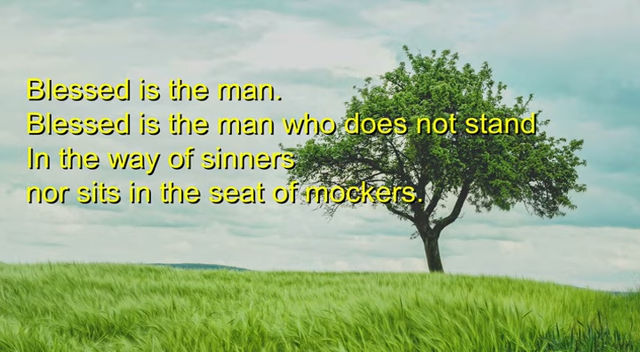 Blessed is the man.
Blessed is the man who does not stand
In the way of sinners
nor sits in the seat of mockers.